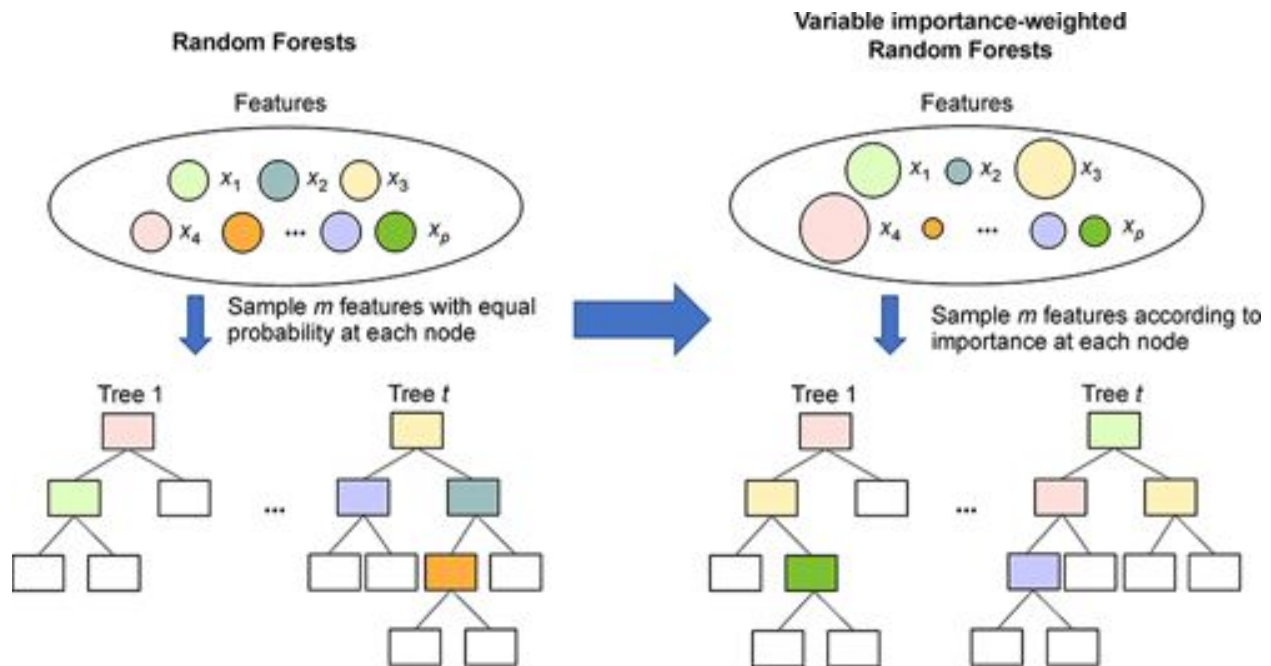 Random Forests
Features
x1 x2 x3
x4 ... xp
Sample m features with equal
probability at each node
Tree 1 Tree t
...
Variable importance-weighted
Random Forests
Features
x1 x2 x3
x4 ... xp
Sample m features according to
importance at each node
Tree 1 Tree t
...